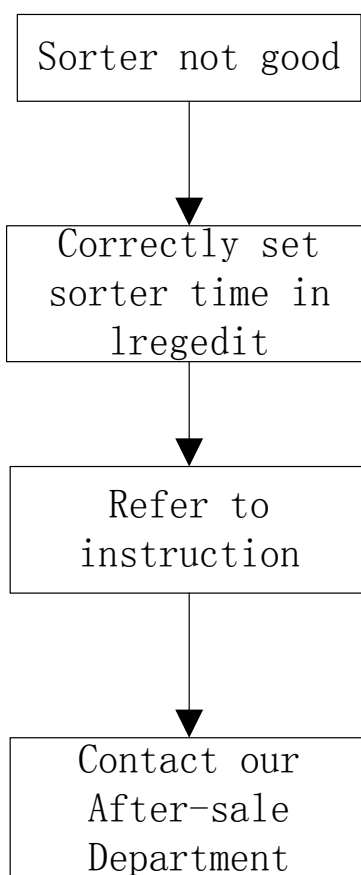 Sorter not good
Correctly set
sorter time in
lregedit
Refer to
instruction
Contact our
After-sale
Department